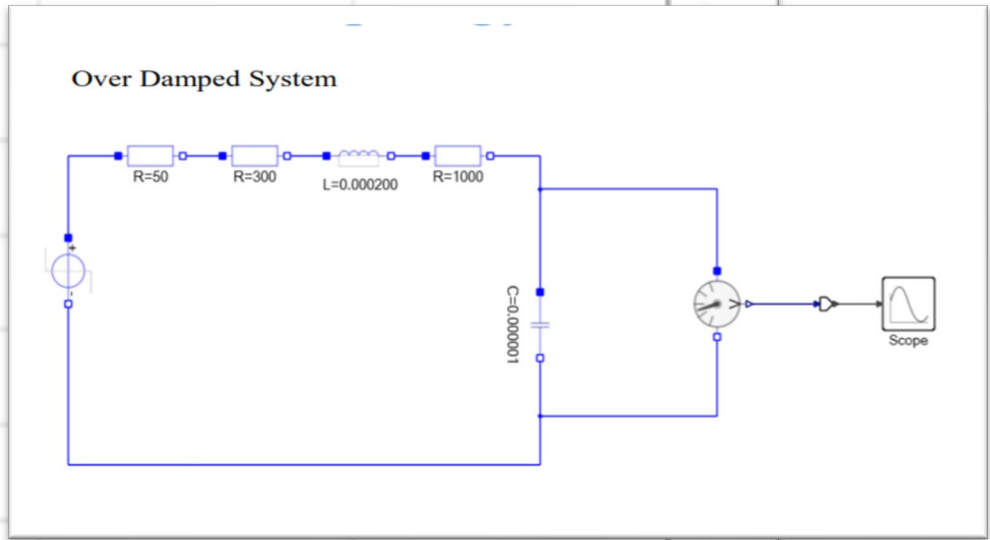 Over Damped System
R=50
R=300
L=0.000200
R=1000
+
-
C=0.000001
V
Scope